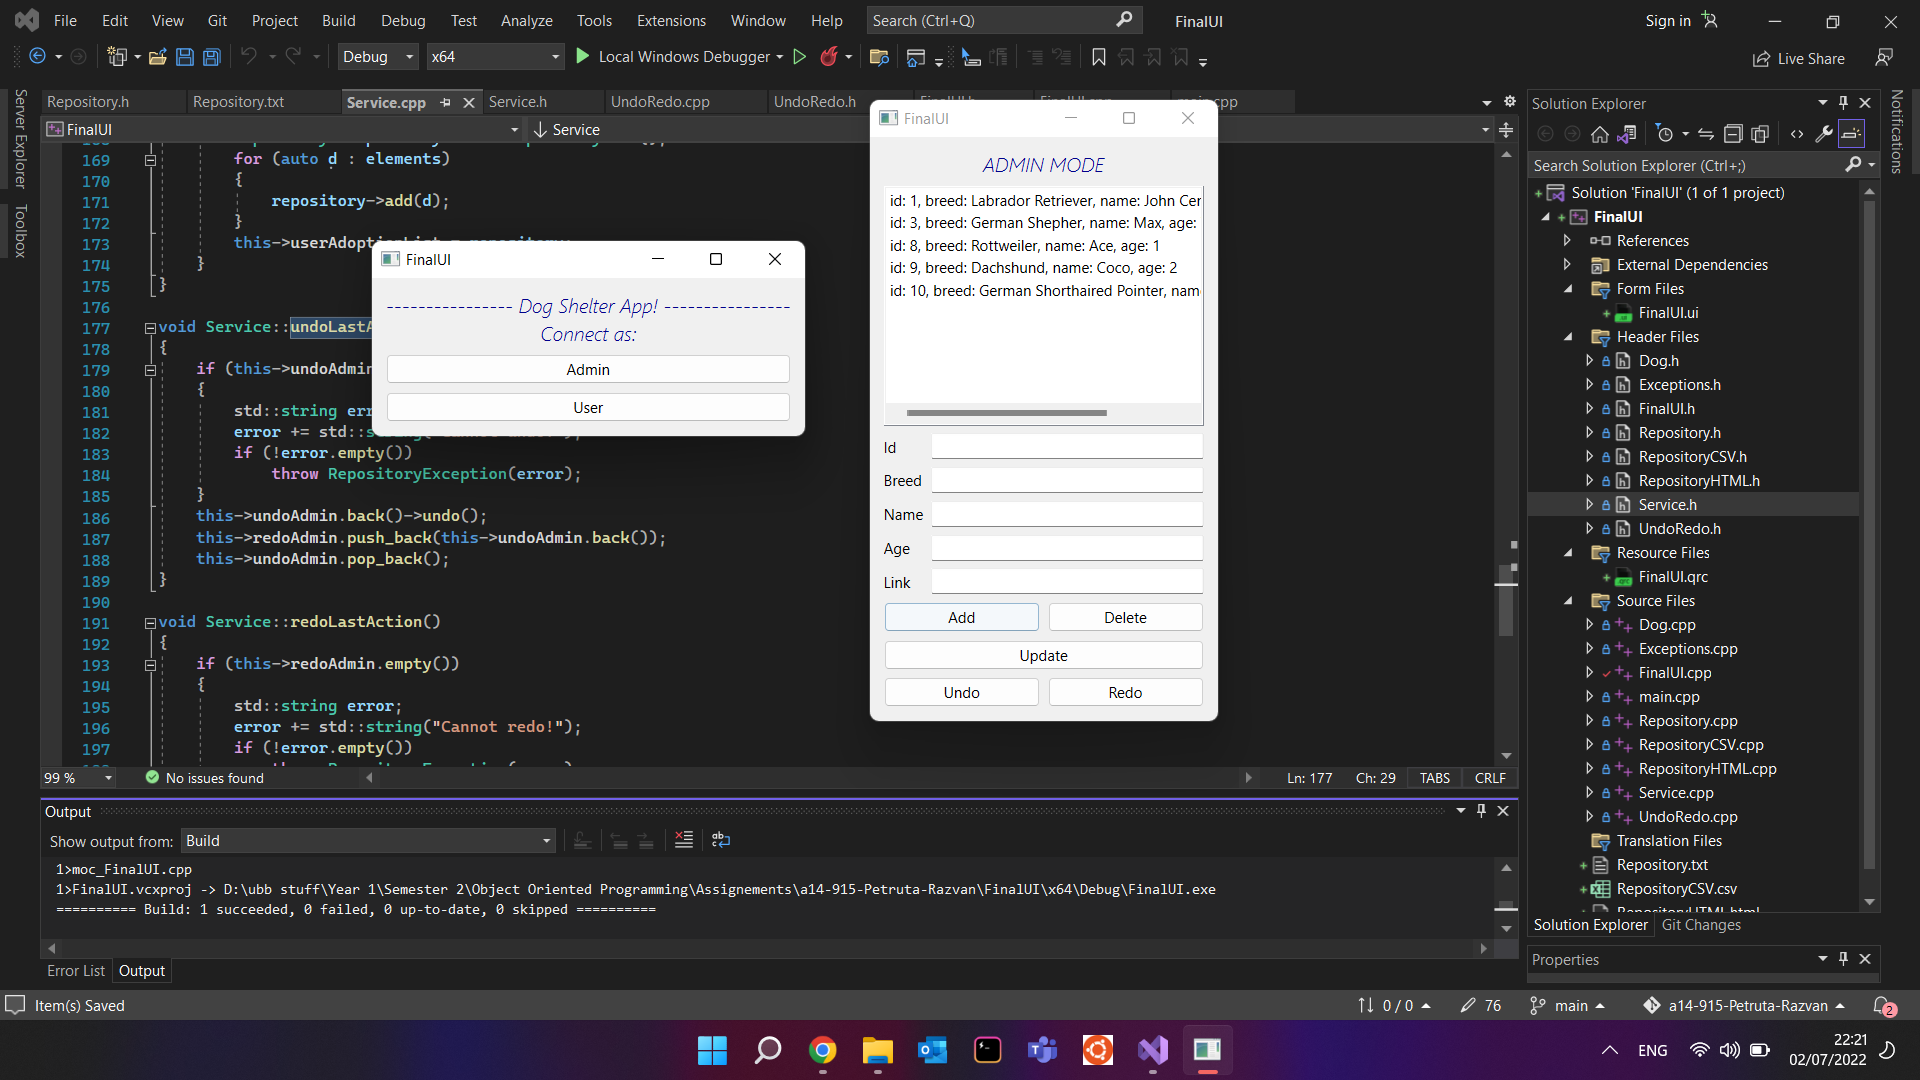 File Edit View Git Project Build Debug Test Analyze Tools Extensions Window Help Search (Ctrl+Q) FinalUI Sign in
Debug x64 Local Windows Debugger Live Share
Server Explorer
Toolbox
Notifications
Repository.h Repository.txt Service.cpp Service.h UndoRedo.cpp UndoRedo.h
FinalUI Service
169 for (auto d : elements)
170 {
171 repository->add(d);
172 }
173
174 }
175 }
176
177 void Service::undoLastA
178 {
179 if (this->undoAdmin
180 {
181 std::string err
182 error += std::s
183 if (!error.empty())
184 throw RepositoryException(error);
185 }
186 this->undoAdmin.back()->undo();
187 this->redoAdmin.push_back(this->undoAdmin.back());
188 this->undoAdmin.pop_back();
189 }
190
191 void Service::redoLastAction()
192 {
193 if (this->redoAdmin.empty())
194 {
195 std::string error;
196 error += std::string("Cannot redo!");
197 if (!error.empty())
99 % No issues found Ln: 177 Ch: 29 TABS CRLF
FinalUI
--------------- Dog Shelter App! ---------------
Connect as:
Admin
User
FinalUI
ADMIN MODE
id: 1, breed: Labrador Retriever, name: John Cer
id: 3, breed: German Shepher, name: Max, age:
id: 8, breed: Rottweiler, name: Ace, age: 1
id: 9, breed: Dachshund, name: Coco, age: 2
id: 10, breed: German Shorthaired Pointer, nam
Id
Breed
Name
Age
Link
Add Delete
Update
Undo Redo
Output
Show output from: Build
1>moc_FinalUI.cpp
1>FinalUI.vcxproj -> D:\ubb stuff\Year 1\Semester 2\Object Oriented Programming\Assignements\a14-915-Petruta-Razvan\FinalUI\x64\Debug\FinalUI.exe
========== Build: 1 succeeded, 0 failed, 0 up-to-date, 0 skipped ==========
Error List Output
Solution Explorer
Search Solution Explorer (Ctrl+;)
Solution 'FinalUI' (1 of 1 project)
FinalUI
References
External Dependencies
Form Files
FinalUI.ui
Header Files
Dog.h
Exceptions.h
FinalUI.h
Repository.h
RepositoryCSV.h
RepositoryHTML.h
Service.h
UndoRedo.h
Resource Files
FinalUI.qrc
Source Files
Dog.cpp
Exceptions.cpp
FinalUI.cpp
main.cpp
Repository.cpp
RepositoryCSV.cpp
RepositoryHTML.cpp
Service.cpp
UndoRedo.cpp
Translation Files
Repository.txt
RepositoryCSV.csv
Solution Explorer Git Changes
Properties
Item(s) Saved 0 / 0 76 main a14-915-Petruta-Razvan 2
ENG 22:21
02/07/2022